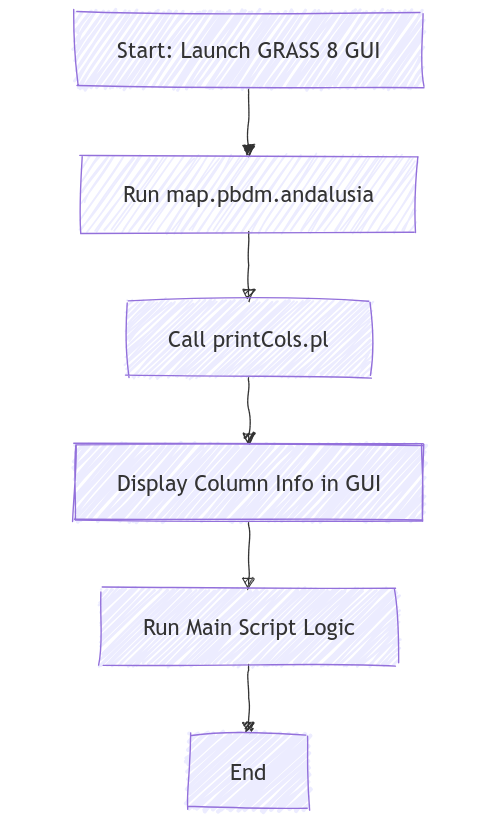 Start: Launch GRASS 8 GUI
Run map.pbdm.andalusia
Call printCols.pl
Display Column Info in GUI
Run Main Script Logic
End